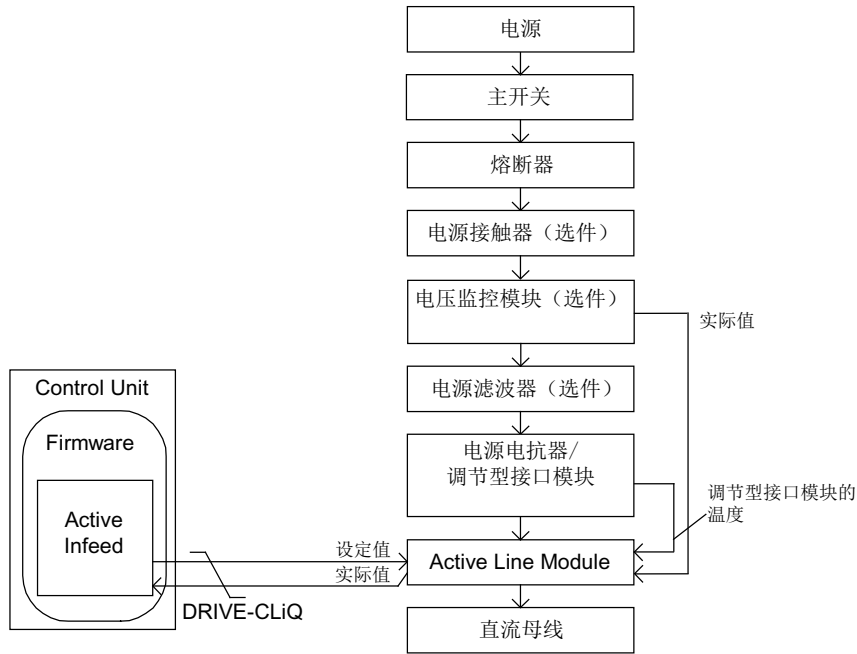 电源
主开关
熔断器
电源接触器（选件）
电压监控模块（选件）
实际值
电源滤波器（选件）
Control Unit
Firmware
电源电抗器/
调节型接口模块
调节型接口模块的
温度
Active
Infeed
设定值
实际值
Active Line Module
DRIVE-CLiQ
直流母线